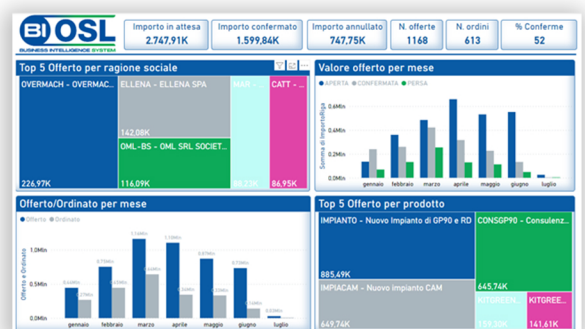 BI OSL
BUSINESS INTELLIGENCE SYSTEM
Importo in attesa
2.747,91K
Importo confermato
1.599,84K
Importo annullato
747,75K
N. offerte
1168
N. ordini
613
% Conferme
52
Top 5 Offerto per ragione sociale
OVERMACH - OVERMAC...
226,97K
ELLENA - ELLENA SPA
142,08K
OML-BS - OML SRL SOCIET...
116,09K
CATT - ...
86,95K
Valore offerto per mese
APERTA CONFERMATA PERSA
Somma di ImportaRiga
0.6Mln
0.4Mln
0.2Mln
0.0Mln
gennaio febbraio marzo aprile maggio giugno luglio
Offerto/Ordinato per mese
Offerto Ordinato
Offerto e Ordinato
1.0Mln
0.5Mln
0.0Mln
gennaio febbraio marzo aprile maggio giugno luglio
Top 5 Offerto per prodotto
IMPIANTO - Nuovo Impianto di GP90 e RD
885,49K
IMPIACAM - Nuovo Impianto CAM
649,74K
CONSGP90 - Consulenz...
645,74K
KITGREEN...
KITGREE...
141,61K